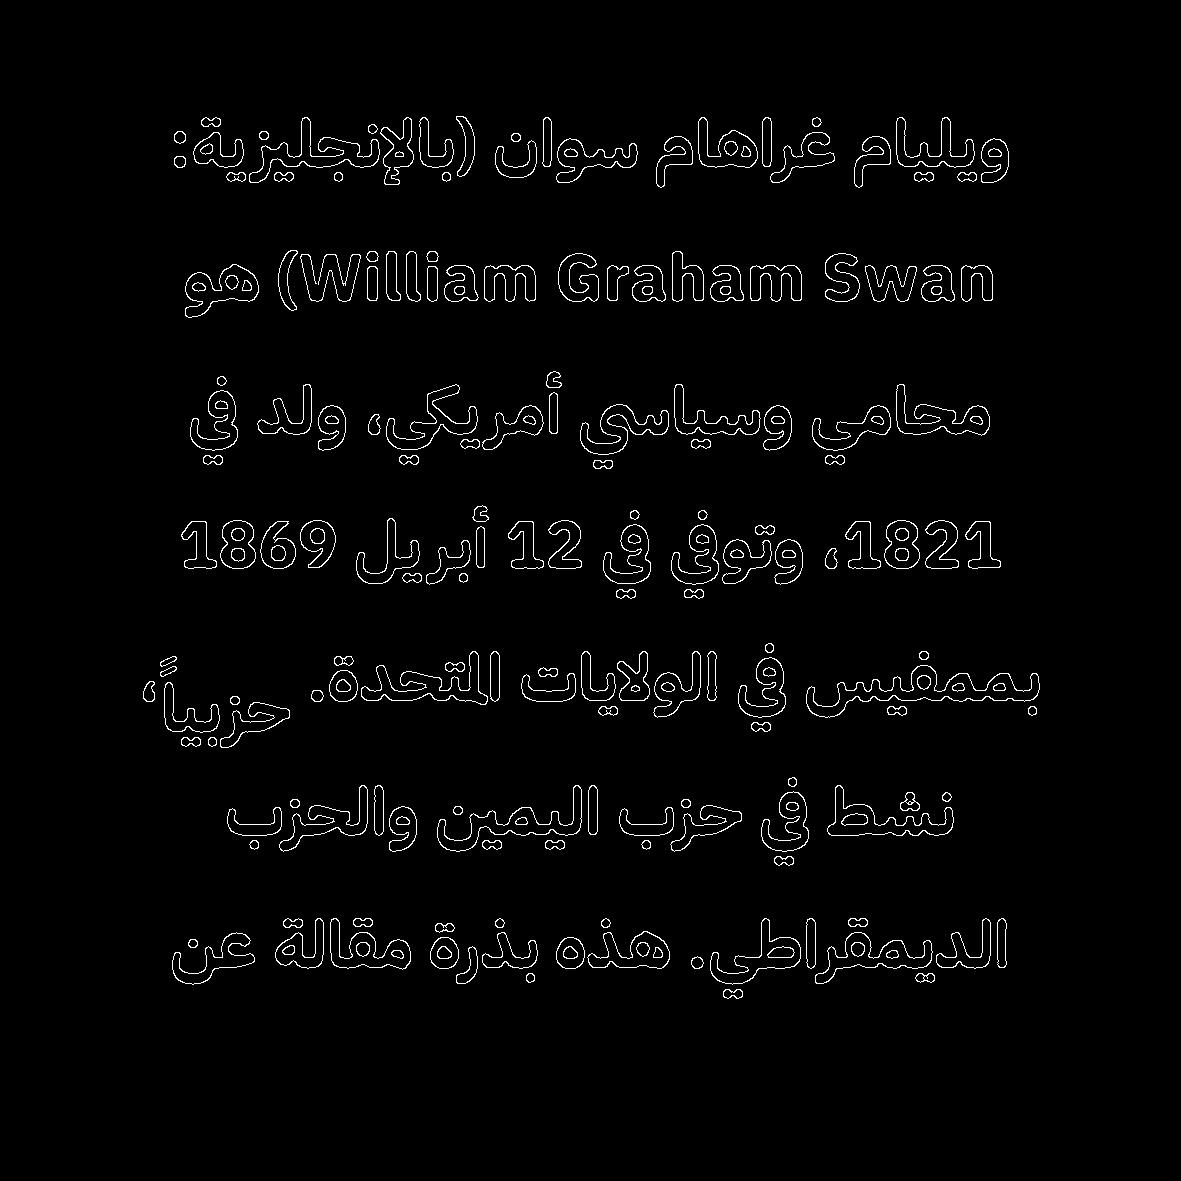 ويليام غراهام سوان (بالإنجليزية:
William Graham Swan) هو
محامي وسياسي أمريكي، ولد في
1821، وتوفي في 12 أبريل 1869
بممفيس في الولايات المتحدة. حزبياً،
نشط في حزب اليمين والحزب
الديمقراطي. هذه بذرة مقالة عن